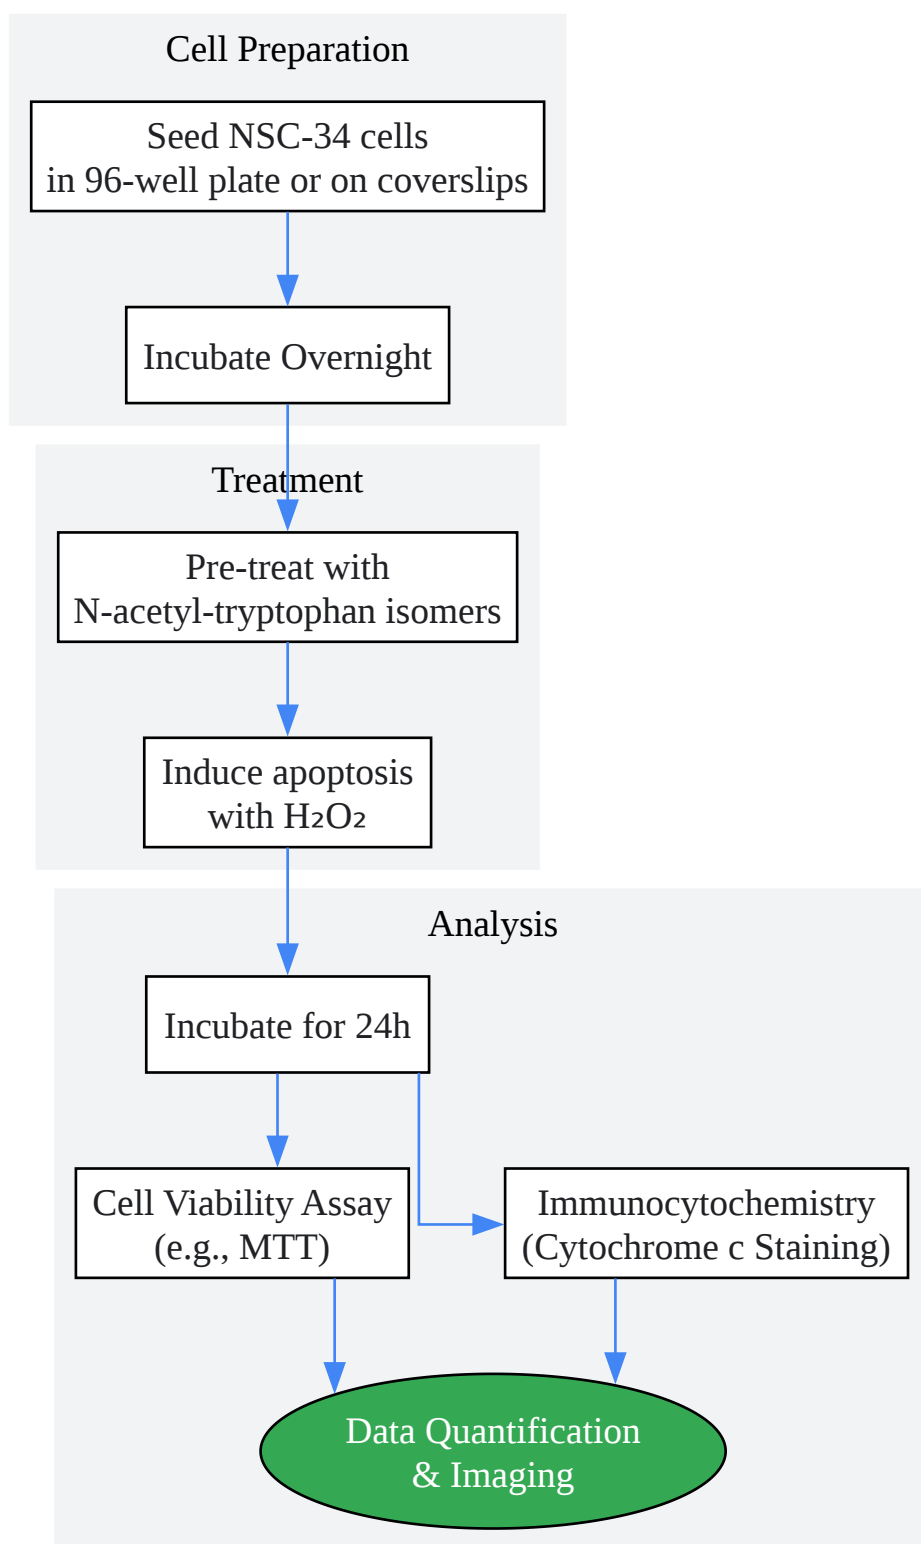 Cell Preparation
Seed NSC-34 cells
in 96-well plate or on coverslips
Incubate Overnight
Treatment
Pre-treat with
N-acetyl-tryptophan isomers
Induce apoptosis
with H₂O₂
Analysis
Incubate for 24h
Cell Viability Assay
(e.g., MTT)
Immunocytochemistry
(Cytochrome c Staining)
Data Quantification
& Imaging